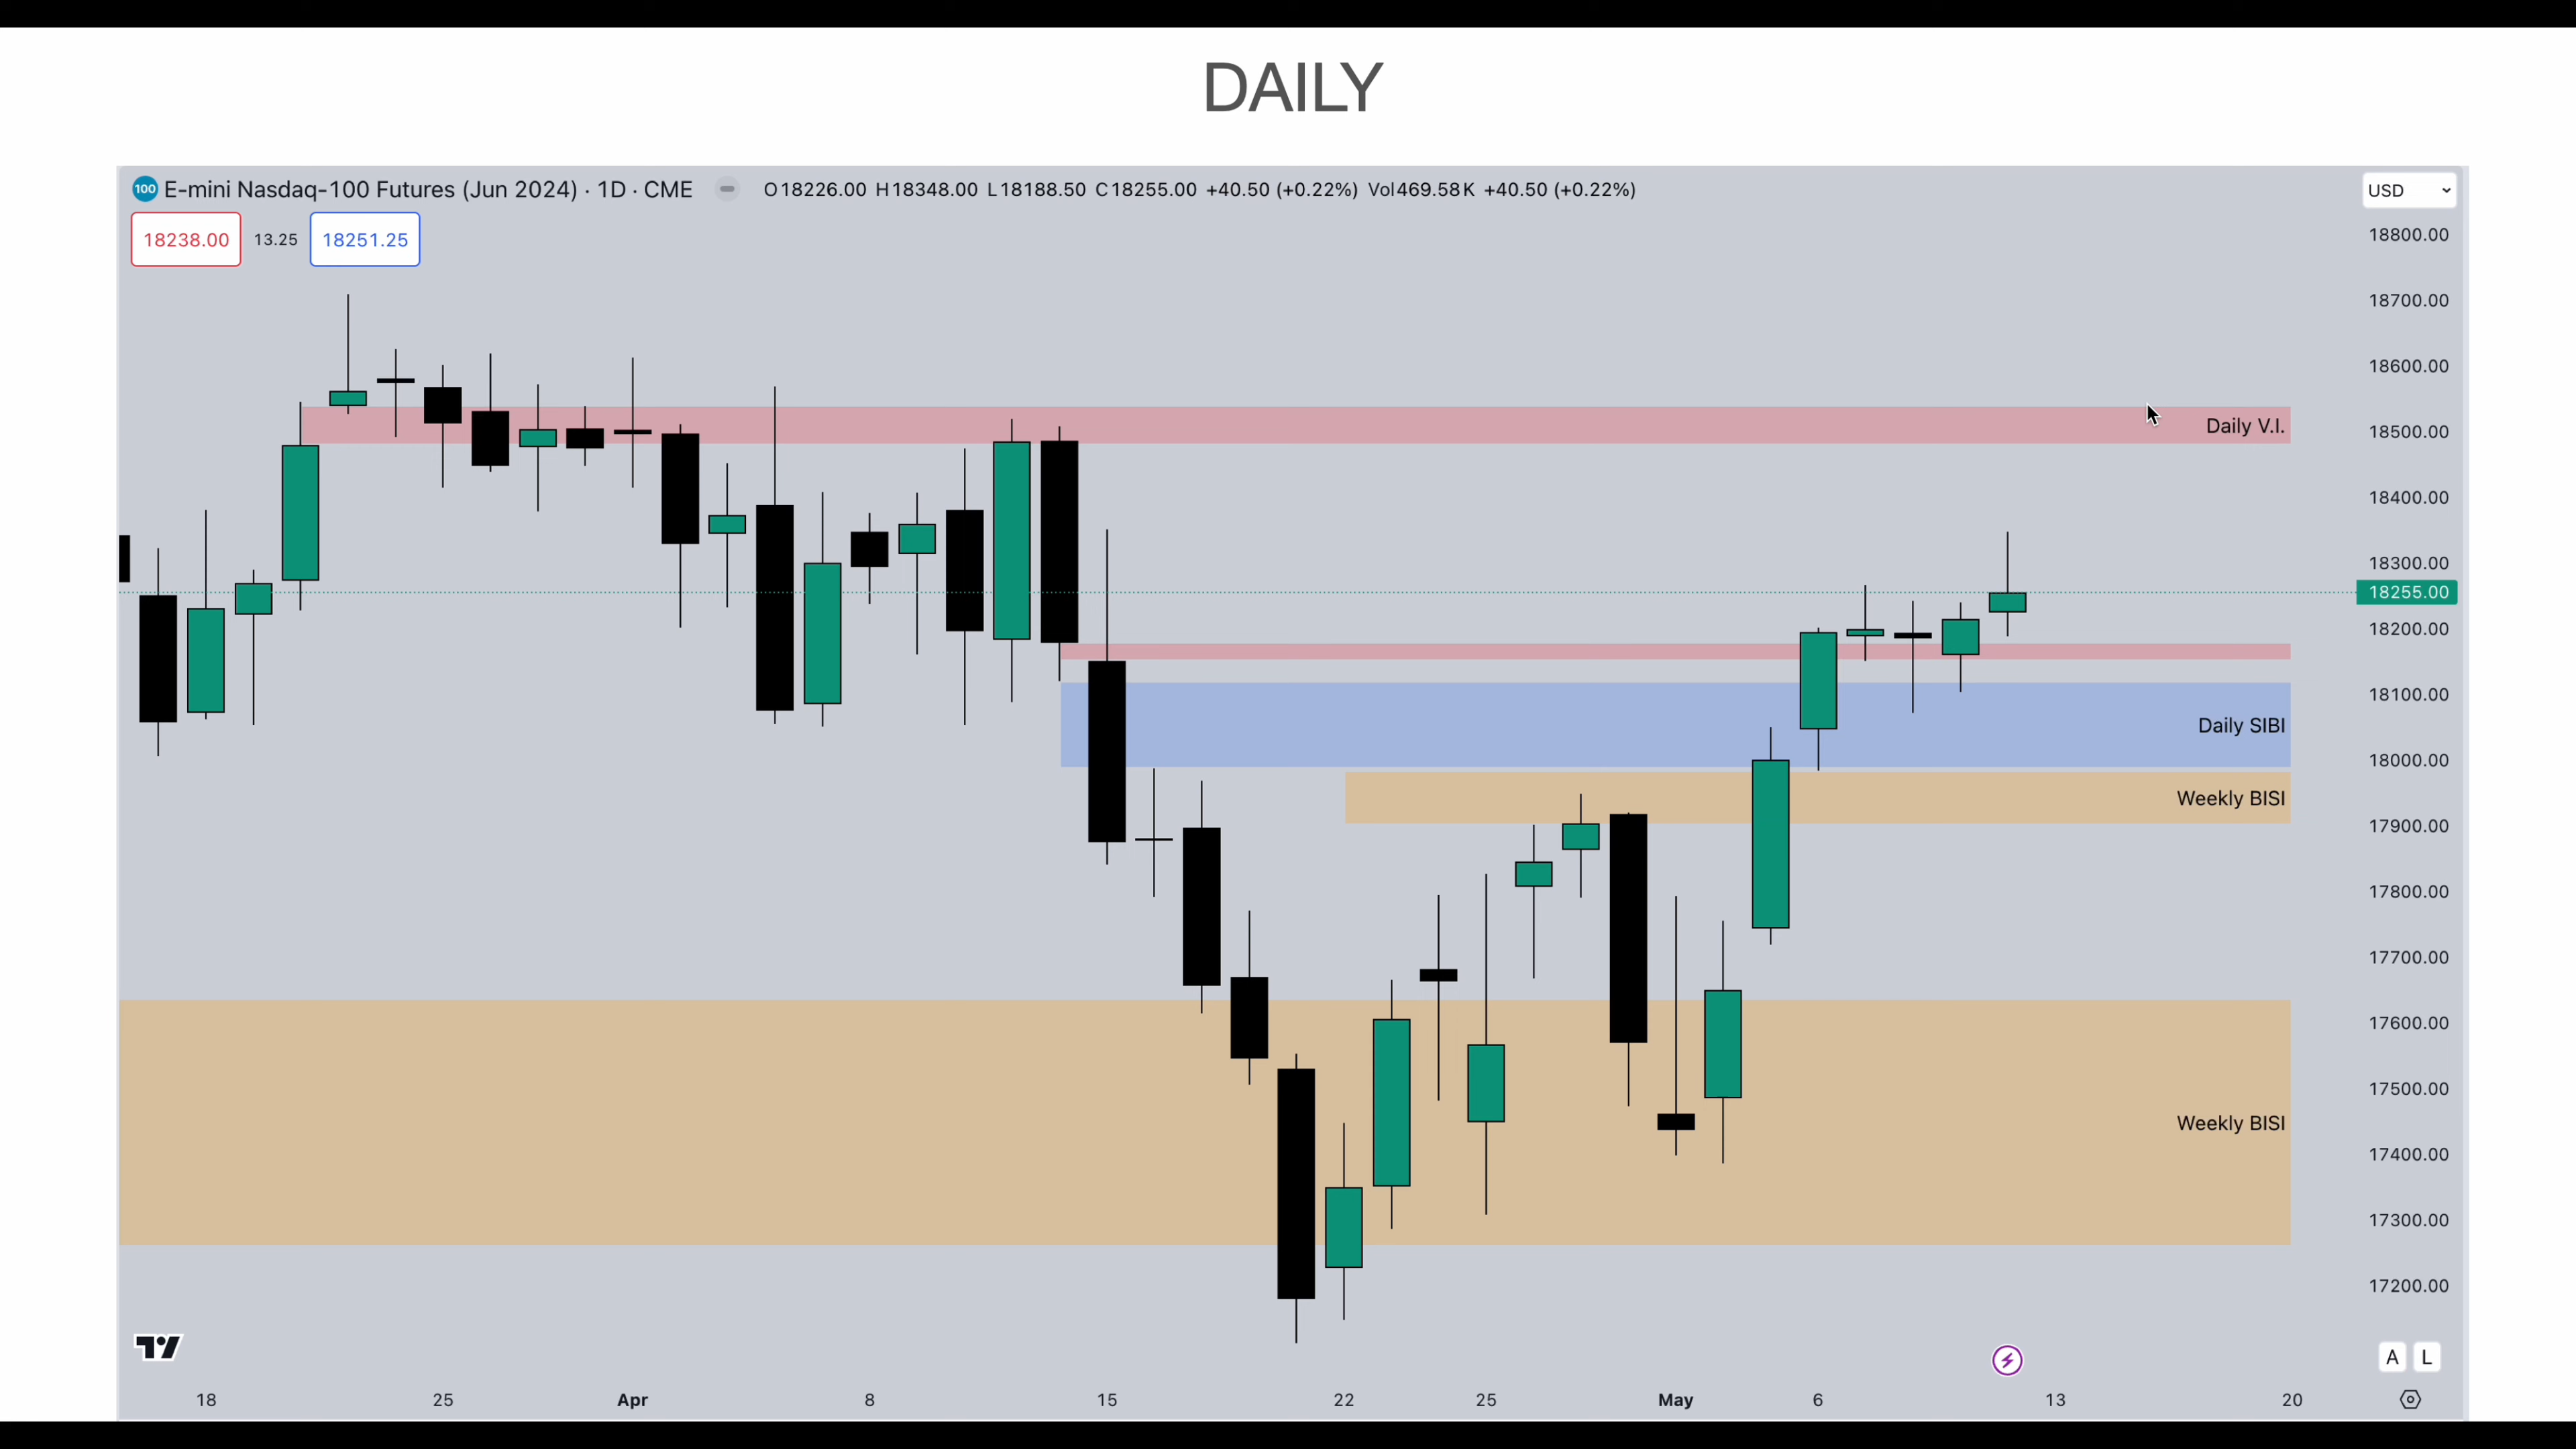 DAILY
100 E-mini Nasdaq-100 Futures (Jun 2024) · 1D · CME O18226.00 H18348.00 L18188.50 C18255.00 +40.50 (+0.22%) Vol469.58K +40.50 (+0.22%)
USD
18238.00 13.25 18251.25
18800.00
18700.00
18600.00
Daily V.I.
18500.00
18400.00
18300.00
18255.00
18200.00
18100.00
Daily SIBI
18000.00
Weekly BISI
17900.00
17800.00
17700.00
17600.00
17500.00
Weekly BISI
17400.00
17300.00
17200.00
A L
18 25 Apr 8 15 22 25 May 6 13 20